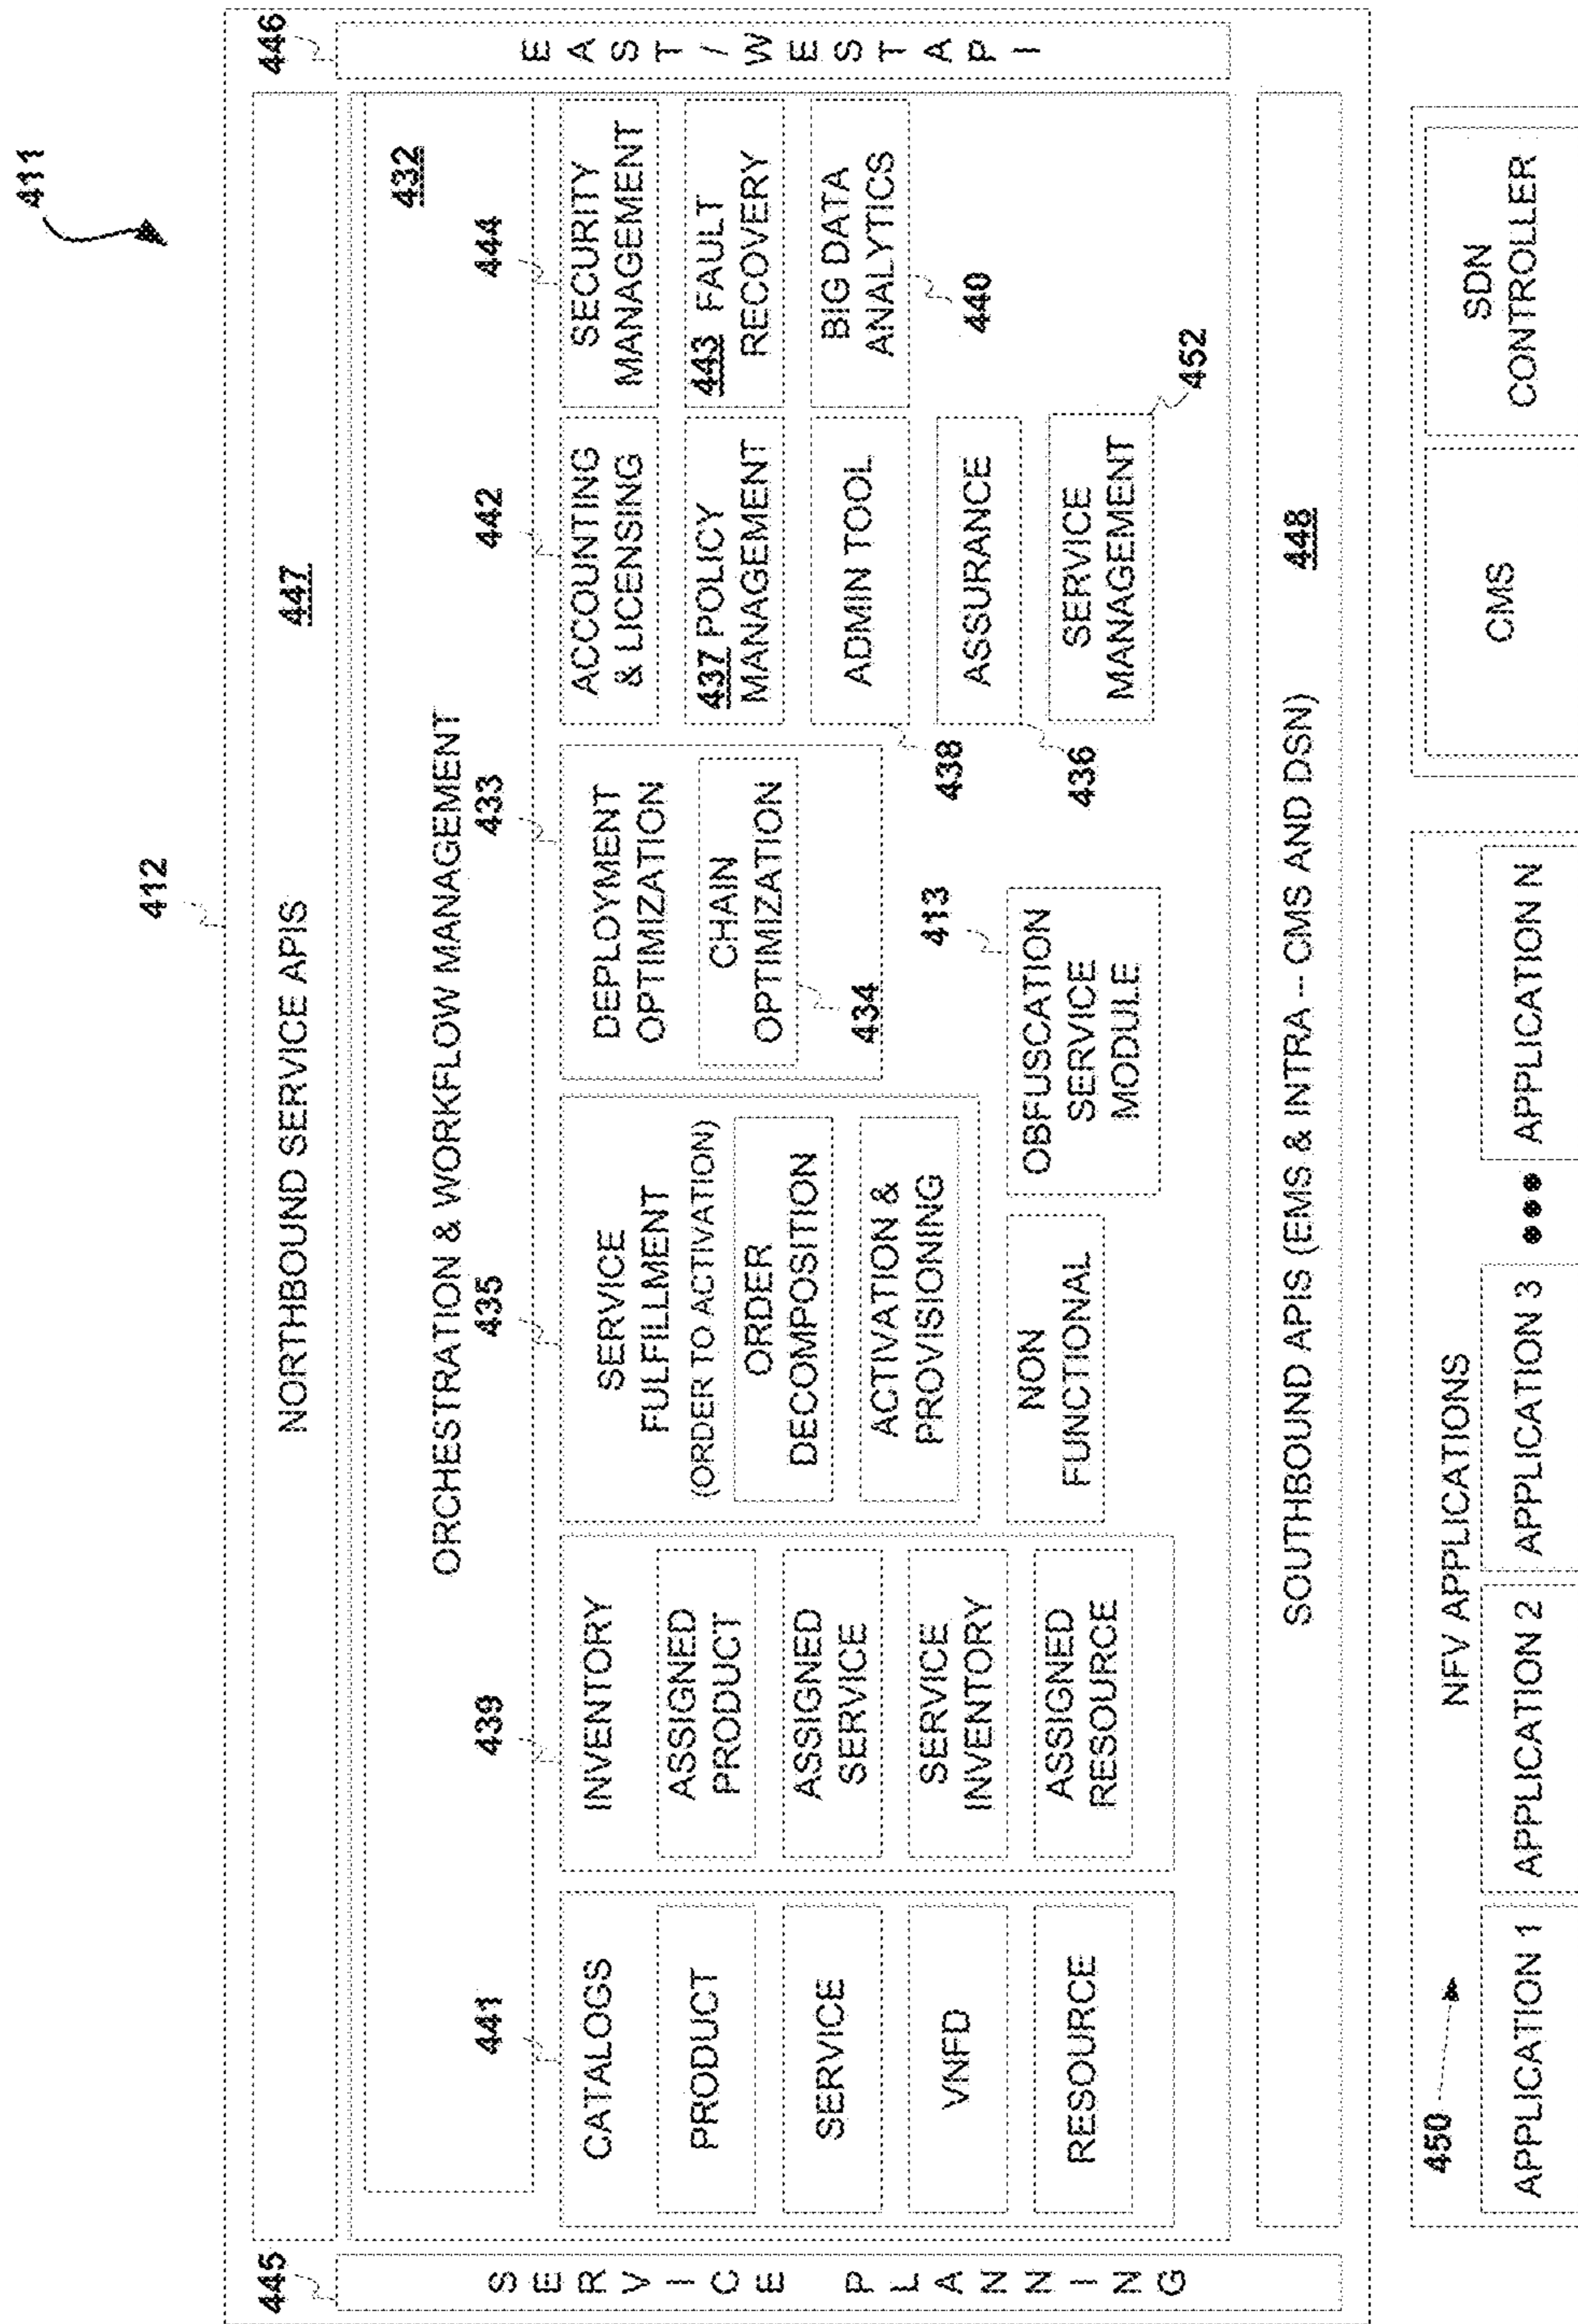 411
412
445
NORTHBOUND SERVICE APIS
447
446
SERVICE PLANNING
EAST/WEST API
ORCHESTRATION & WORKFLOW MANAGEMENT
432
441
439
435
433
442
444
CATALOGS
PRODUCT
SERVICE
VNFD
RESOURCE
INVENTORY
ASSIGNED
PRODUCT
ASSIGNED
SERVICE
SERVICE
INVENTORY
ASSIGNED
RESOURCE
SERVICE
FULFILLMENT
(ORDER TO ACTIVATION)
ORDER
DECOMPOSITION
ACTIVATION &
PROVISIONING
NON
FUNCTIONAL
DEPLOYMENT
OPTIMIZATION
CHAIN
OPTIMIZATION
434
413
OBFUSCATION
SERVICE
MODULE
ACCOUNTING
& LICENSING
437 POLICY
MANAGEMENT
ADMIN TOOL
438
ASSURANCE
436
SERVICE
MANAGEMENT
452
SECURITY
MANAGEMENT
443 FAULT
RECOVERY
BIG DATA
ANALYTICS
440
SOUTHBOUND APIS (EMS & INTRA -- CMS AND DSN)
448
450
NFV APPLICATIONS
APPLICATION 1
APPLICATION 2
APPLICATION 3
APPLICATION N
CMS
SDN
CONTROLLER